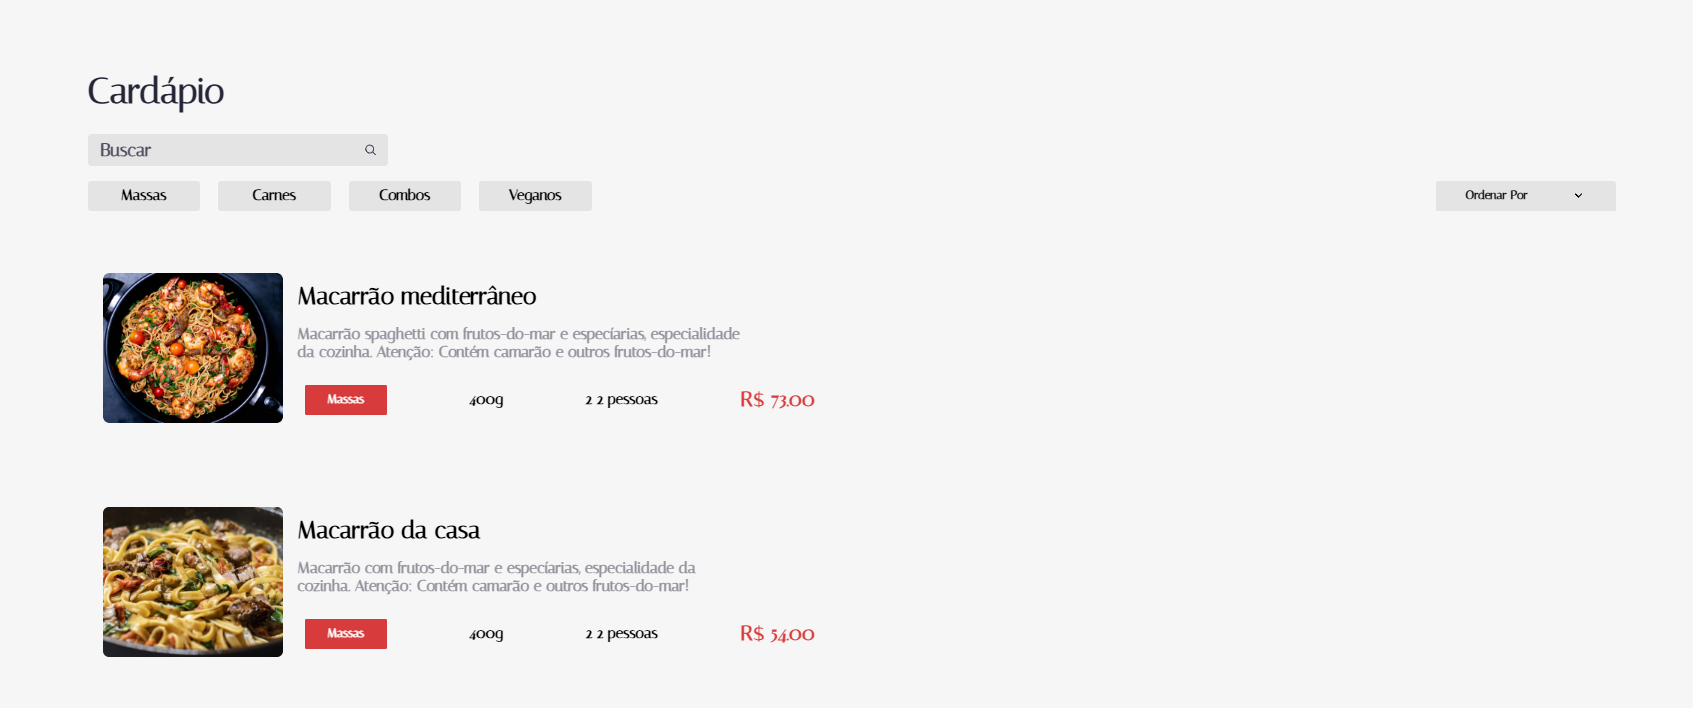 Cardápio
Buscar
Massas Carnes Combos Veganos Ordenar Por
Macarrão mediterrâneo
Macarrão spaghetti com frutos-do-mar e especíarias, especialidade
da cozinha. Atenção: Contém camarão e outros frutos-do-mar!
Massas 400g 2 2 pessoas R$ 73.00
Macarrão da casa
Macarrão com frutos-do-mar e especíarias, especialidade da
cozinha. Atenção: Contém camarão e outros frutos-do-mar!
Massas 400g 2 2 pessoas R$ 54.00